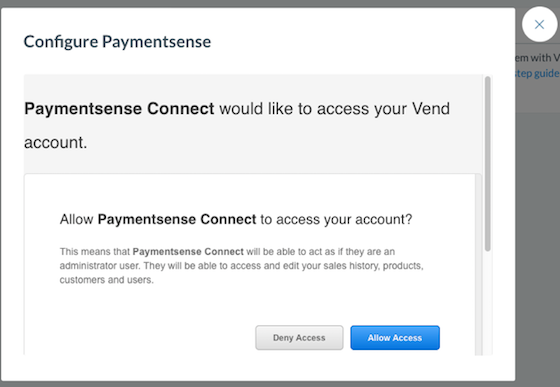 Configure Paymentsense
em with V
step guide
Paymentsense Connect would like to access your Vend
account.
Allow Paymentsense Connect to access your account?
This means that Paymentsense Connect will be able to act as if they are an
administrator user. They will be able to access and edit your sales history, products,
customers and users.
Deny Access
Allow Access